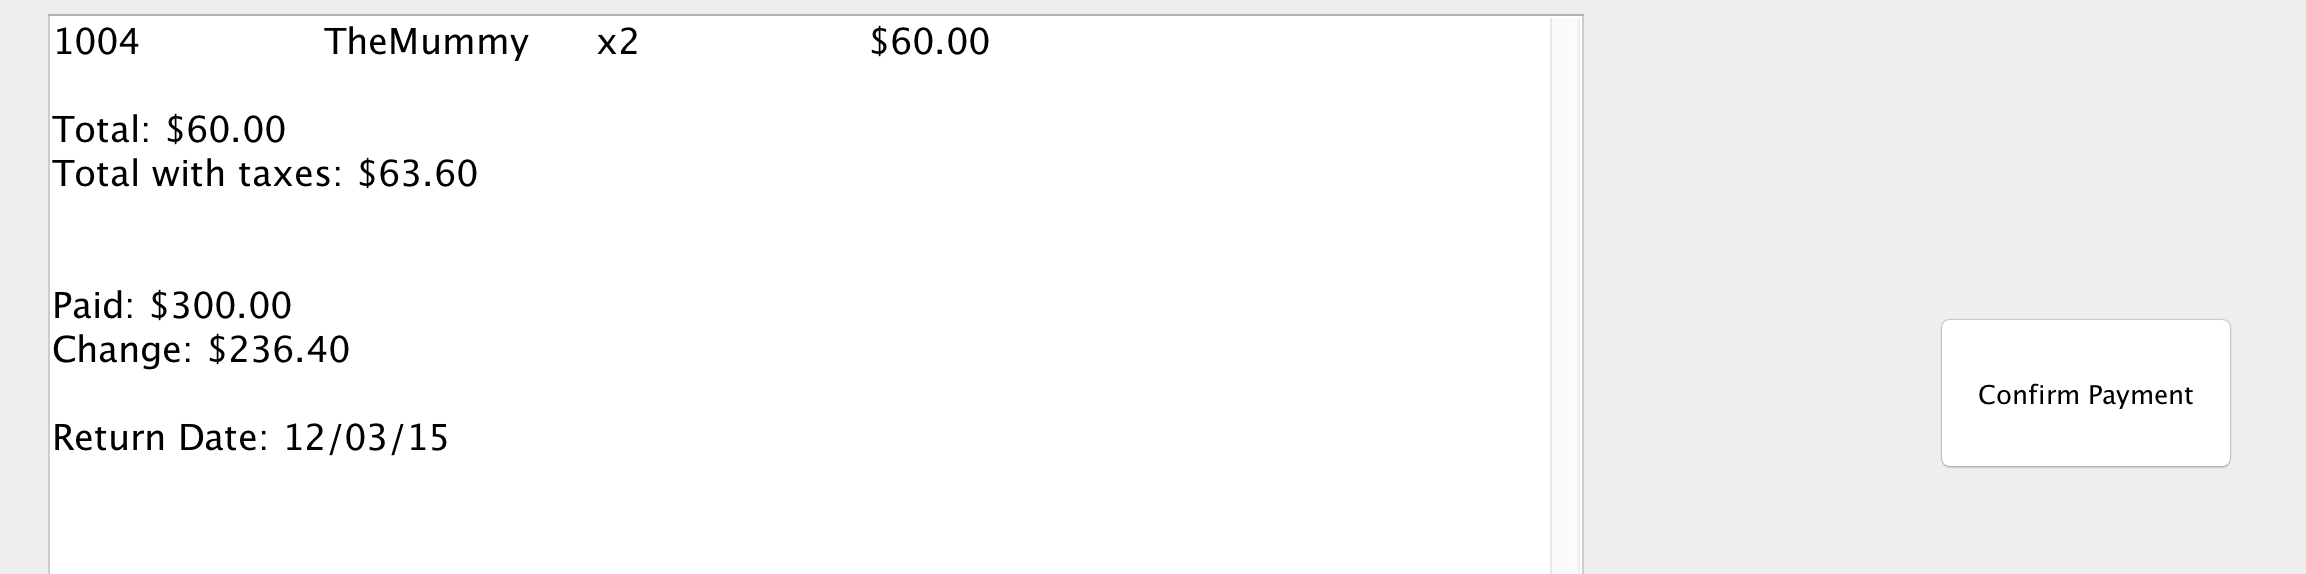 1004 TheMummy x2 $60.00
Total: $60.00
Total with taxes: $63.60
Paid: $300.00
Change: $236.40
Return Date: 12/03/15
Confirm Payment